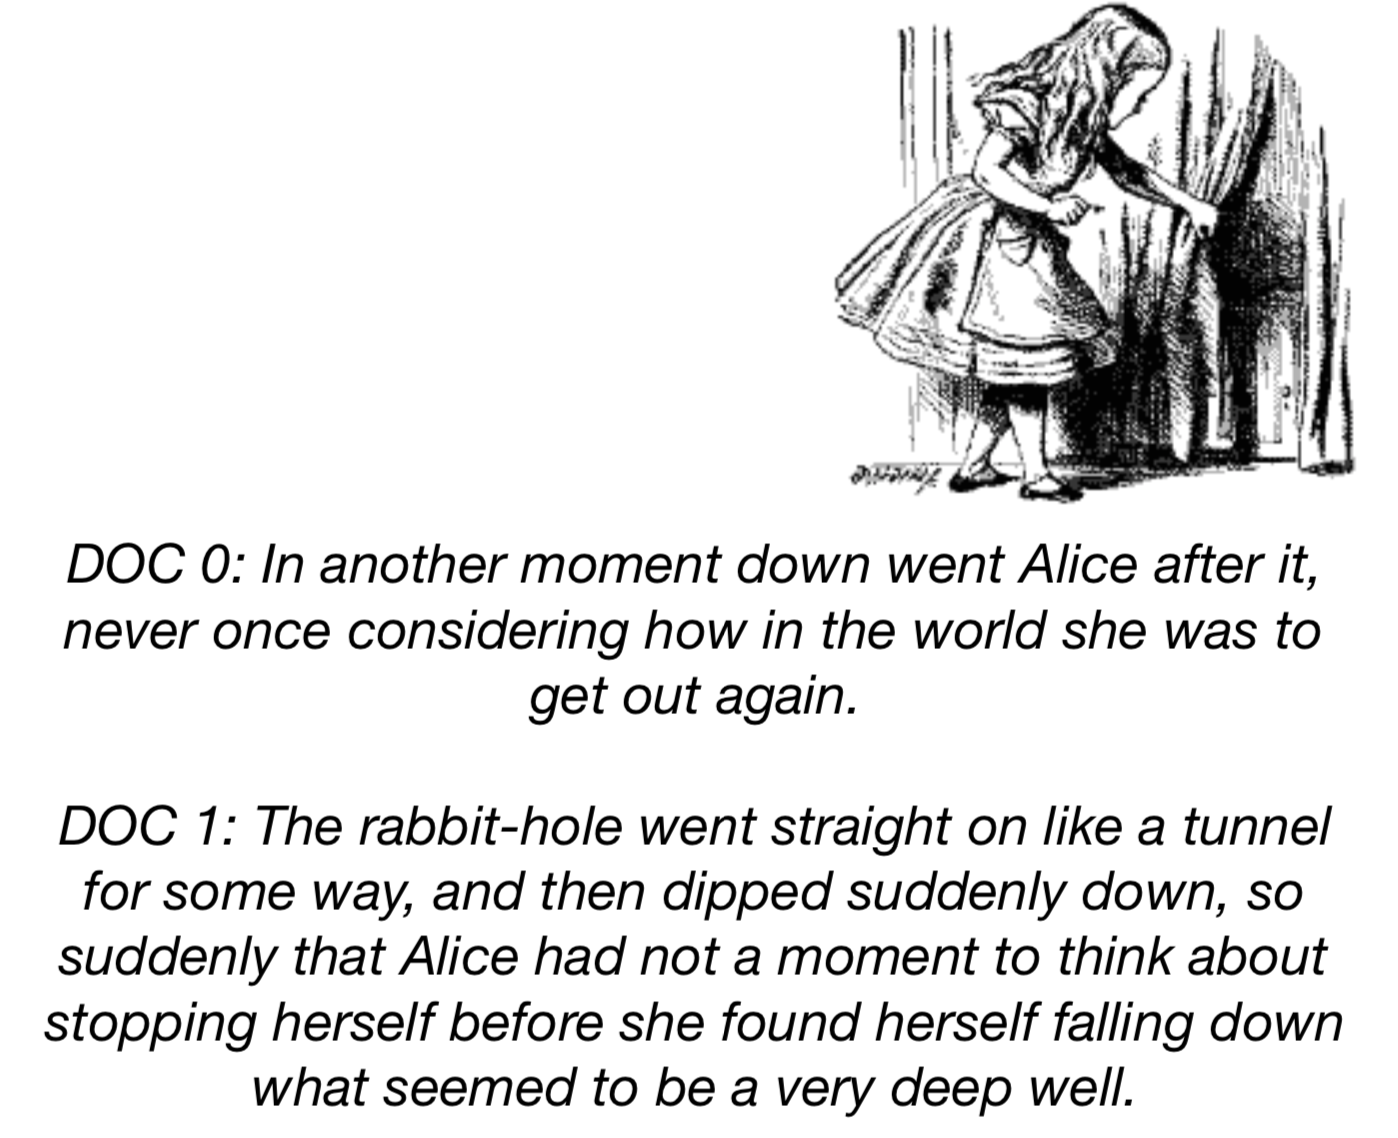 DOC 0: In another moment down went Alice after it,
never once considering how in the world she was to
get out again.
DOC 1: The rabbit-hole went straight on like a tunnel
for some way, and then dipped suddenly down, so
suddenly that Alice had not a moment to think about
stopping herself before she found herself falling down
what seemed to be a very deep well.